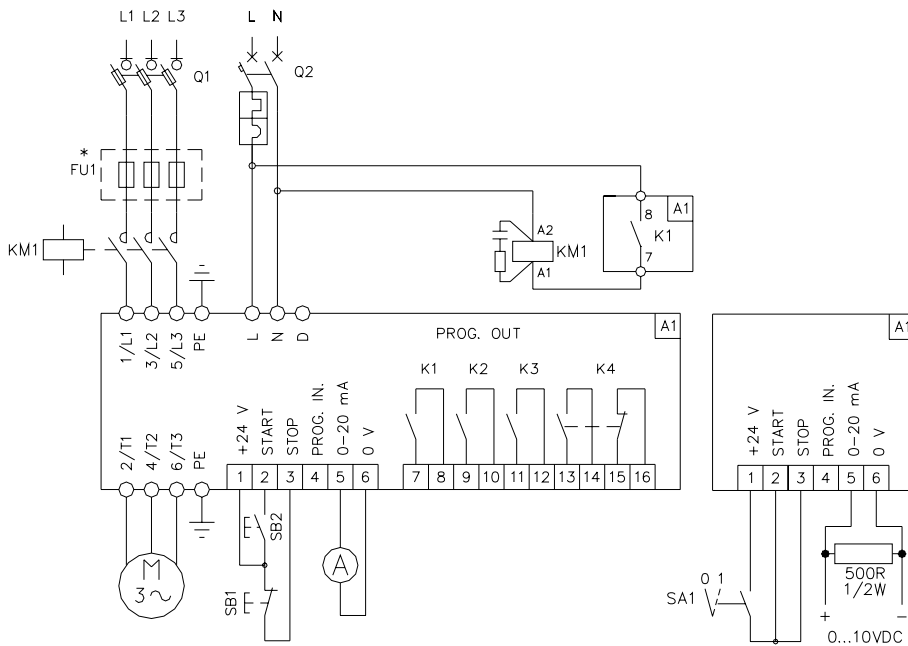 L1 L2 L3 L N
Q1 Q2
*
FU1
A1
8
K1
7
KM1
A2
KM1
A1
1/L1 3/L2 5/L3 PE L N D
PROG. OUT
A1
K1 K2 K3 K4
2/T1 4/T2 6/T3 PE
+24 V START STOP PROG. IN. 0-20 mA 0 V
1 2 3 4 5 6 7 8 9 10 11 12 13 14 15 16
SB2
SB1
A
M
3~
A1
+24 V START STOP PROG. IN. 0-20 mA 0 V
1 2 3 4 5 6
500R
1/2W
0 1
SA1
+ -
0...10VDC